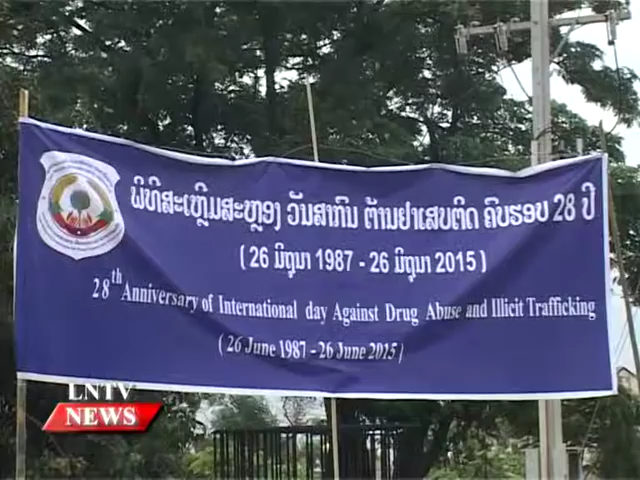 ພິທີສະເຫຼີມສະຫຼອງ ວັນສາກົນ ຕ້ານຢາເສບຕິດ ຄົບຮອບ 28 ປີ
(26 ມິຖຸນາ 1987 - 26 ມິຖຸນາ 2015)
28th Anniversary of International day Against Drug Abuse and Illicit Trafficking
(26 June 1987 - 26 June 2015)
LNTV
NEWS